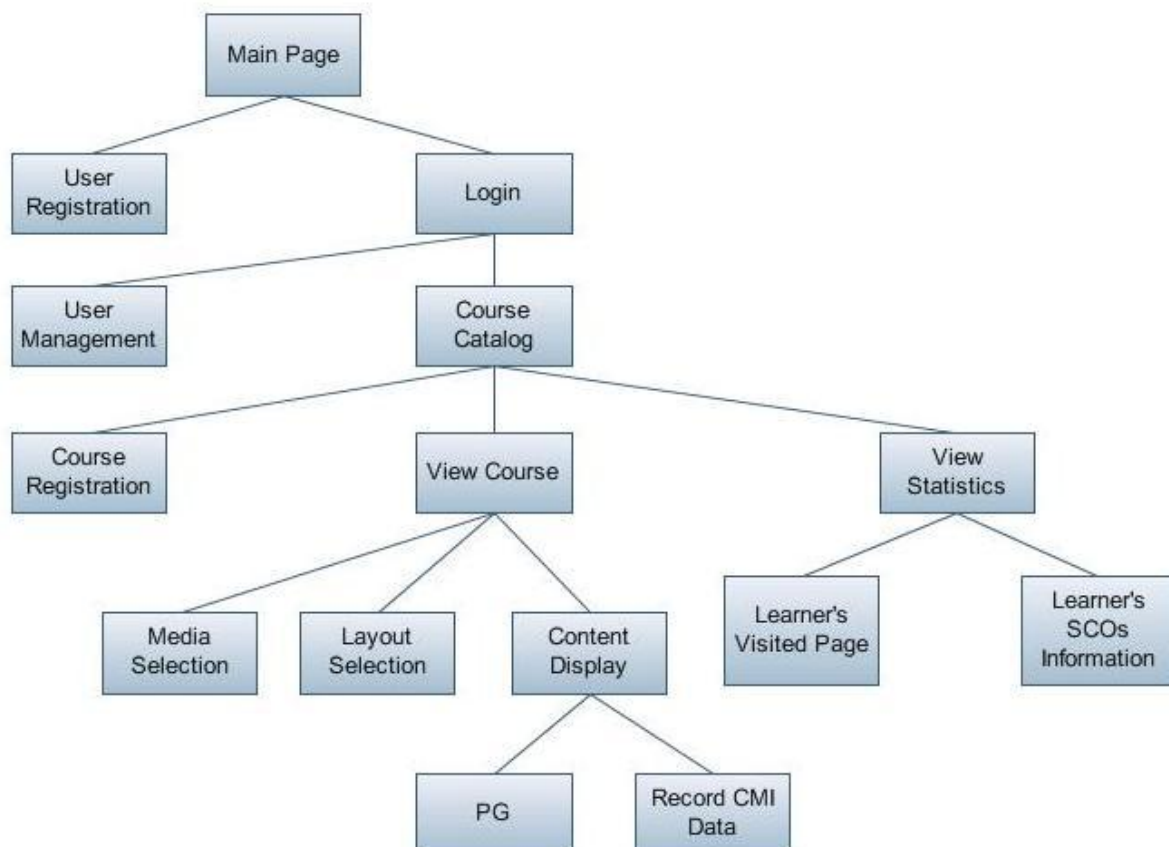 Main Page
User
Registration
Login
User
Management
Course
Catalog
Course
Registration
View Course
View
Statistics
Media
Selection
Layout
Selection
Content
Display
Learner's
Visited Page
Learner's
SCOs
Information
PG
Record CMI
Data